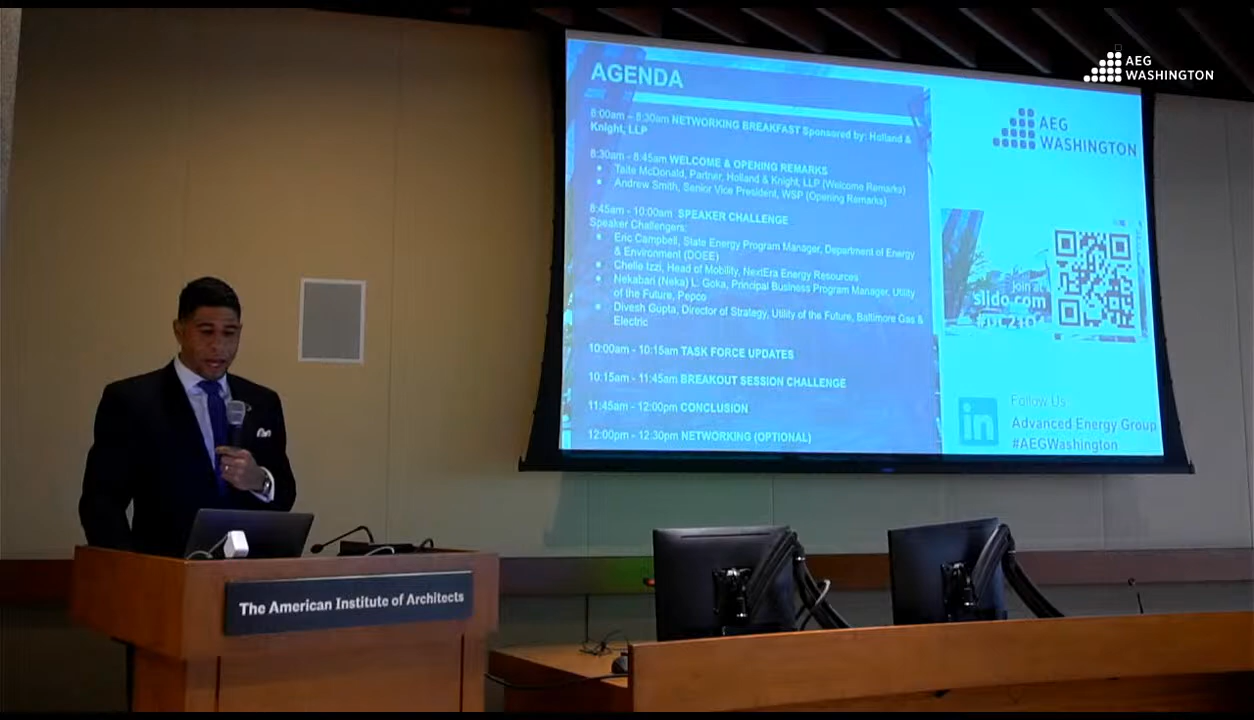 AEG
WASHINGTON
AGENDA
8:00am – 8:30am NETWORKING BREAKFAST Sponsored by: Holland &
Knight, LLP
8:30am - 8:45am WELCOME & OPENING REMARKS
Taite McDonald, Partner, Holland & Knight, LLP (Welcome Remarks)
Andrew Smith, Senior Vice President, WSP (Opening Remarks)
8:45am - 10:00am SPEAKER CHALLENGE
Speaker Challengers:
Eric Campbell, State Energy Program Manager, Department of Energy
& Environment (DOEE)
Chelle Izzi, Head of Mobility, NextEra Energy Resources
Nekabari (Neka) L. Goka, Principal Business Program Manager, Utility
of the Future, Pepco
Divesh Gupta, Director of Strategy, Utility of the Future, Baltimore Gas &
Electric
10:00am - 10:15am TASK FORCE UPDATES
10:15am - 11:45am BREAKOUT SESSION CHALLENGE
11:45am - 12:00pm CONCLUSION
12:00pm - 12:30pm NETWORKING (OPTIONAL)
AEG
WASHINGTON
join at
slido.com
in
Follow Us
Advanced Energy Group
#AEGWashington
The American Institute of Architects